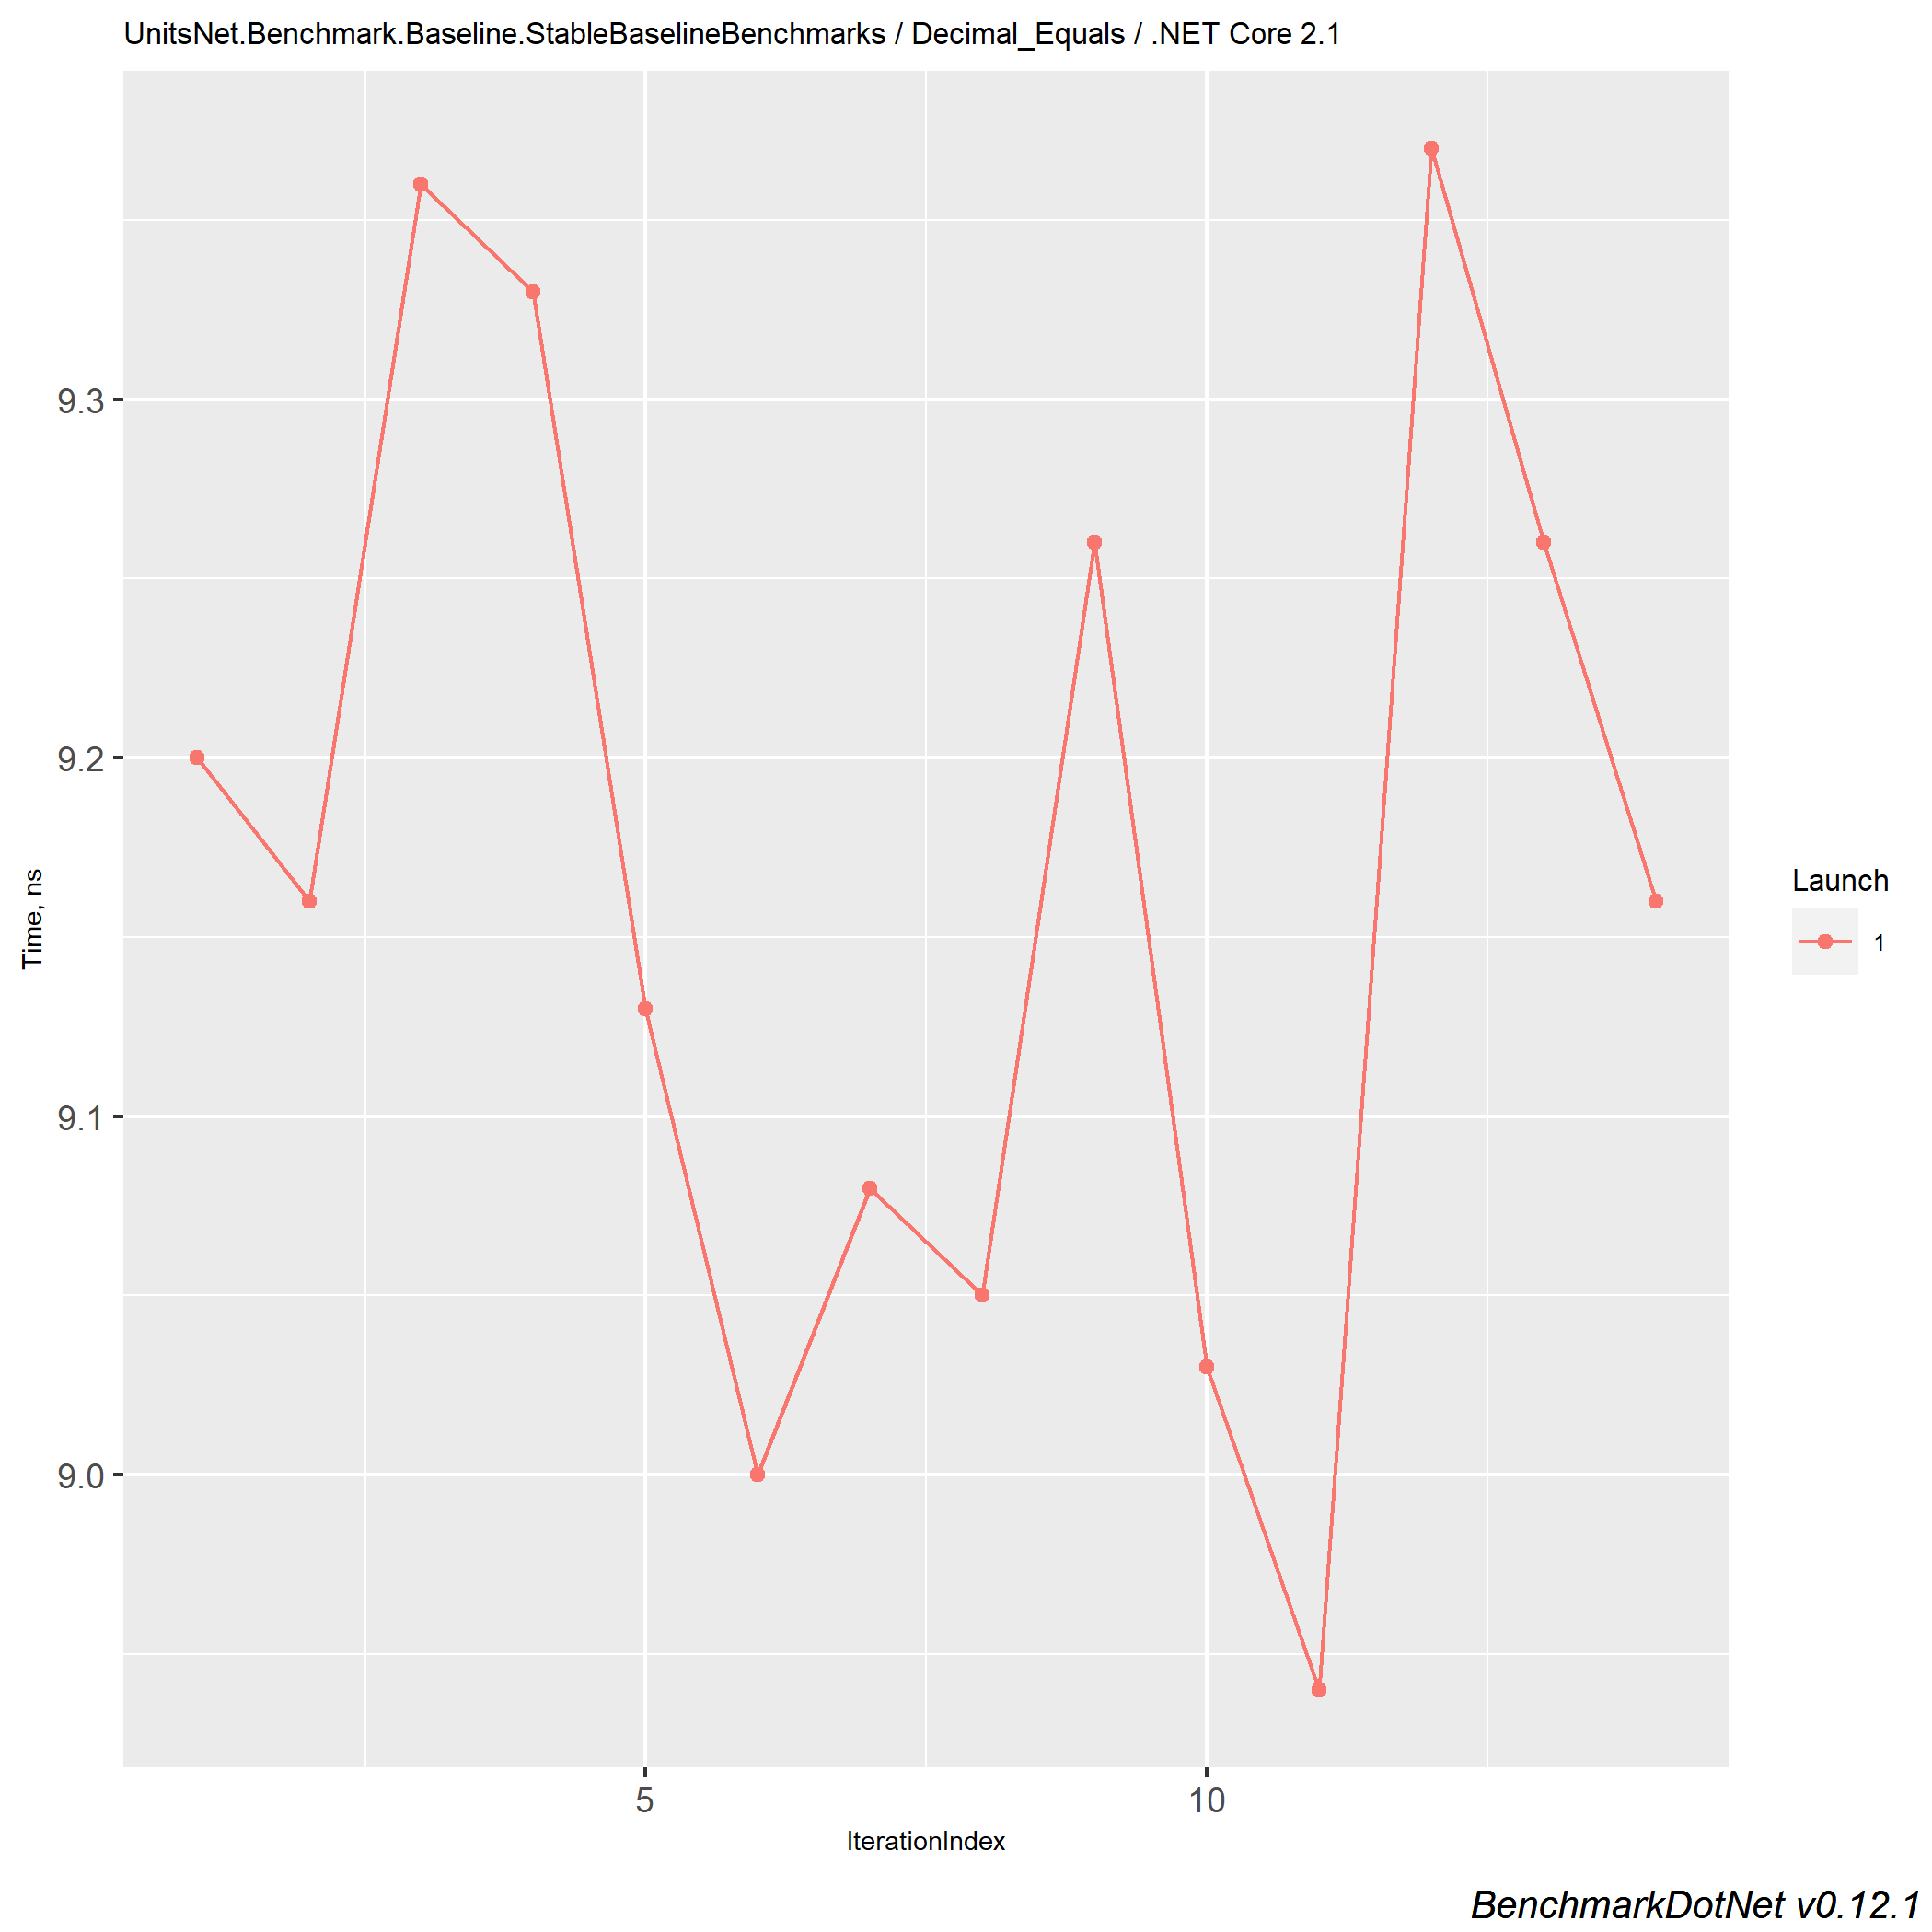 UnitsNet.Benchmark.Baseline.StableBaselineBenchmarks / Decimal_Equals / .NET Core 2.1
Time, ns
9.3
9.2
9.1
9.0
5
10
IterationIndex
Launch
1
BenchmarkDotNet v0.12.1